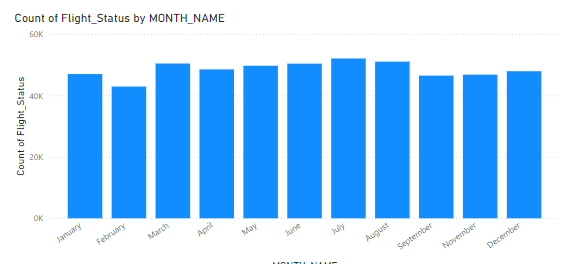 Count of Flight_Status by MONTH_NAME
60K
40K
20K
0K
Count of Flight_Status
January
February
March
April
May
June
July
August
September
November
December
MONTH_NAME